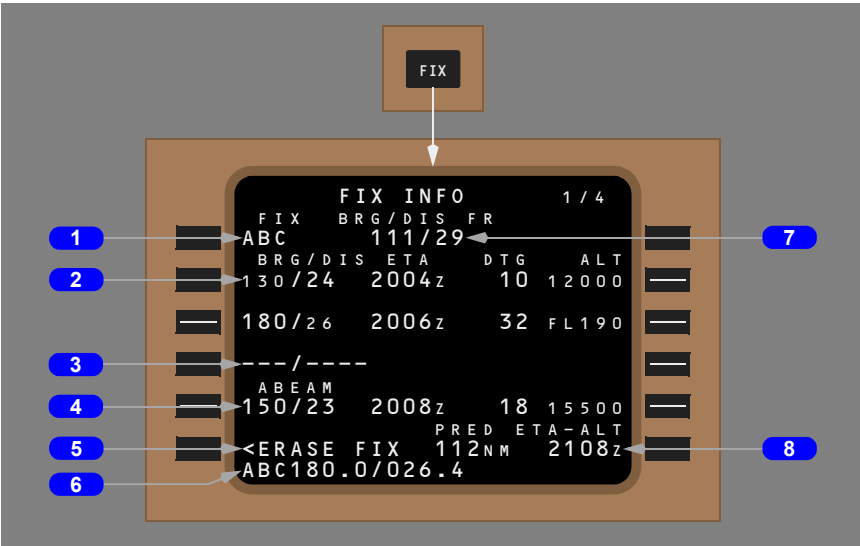 FIX
FIX INFO 1/4
FIX BRG/DIS FR
1 ABC 111/29 7
BRG/DIS ETA DTG ALT
2 130/24 2004z 10 12000
180/26 2006z 32 FL190
3 ---/----
ABEAM
4 150/23 2008z 18 15500
PRED ETA-ALT
5 <ERASE FIX 112NM 2108z 8
6 ABC180.0/026.4